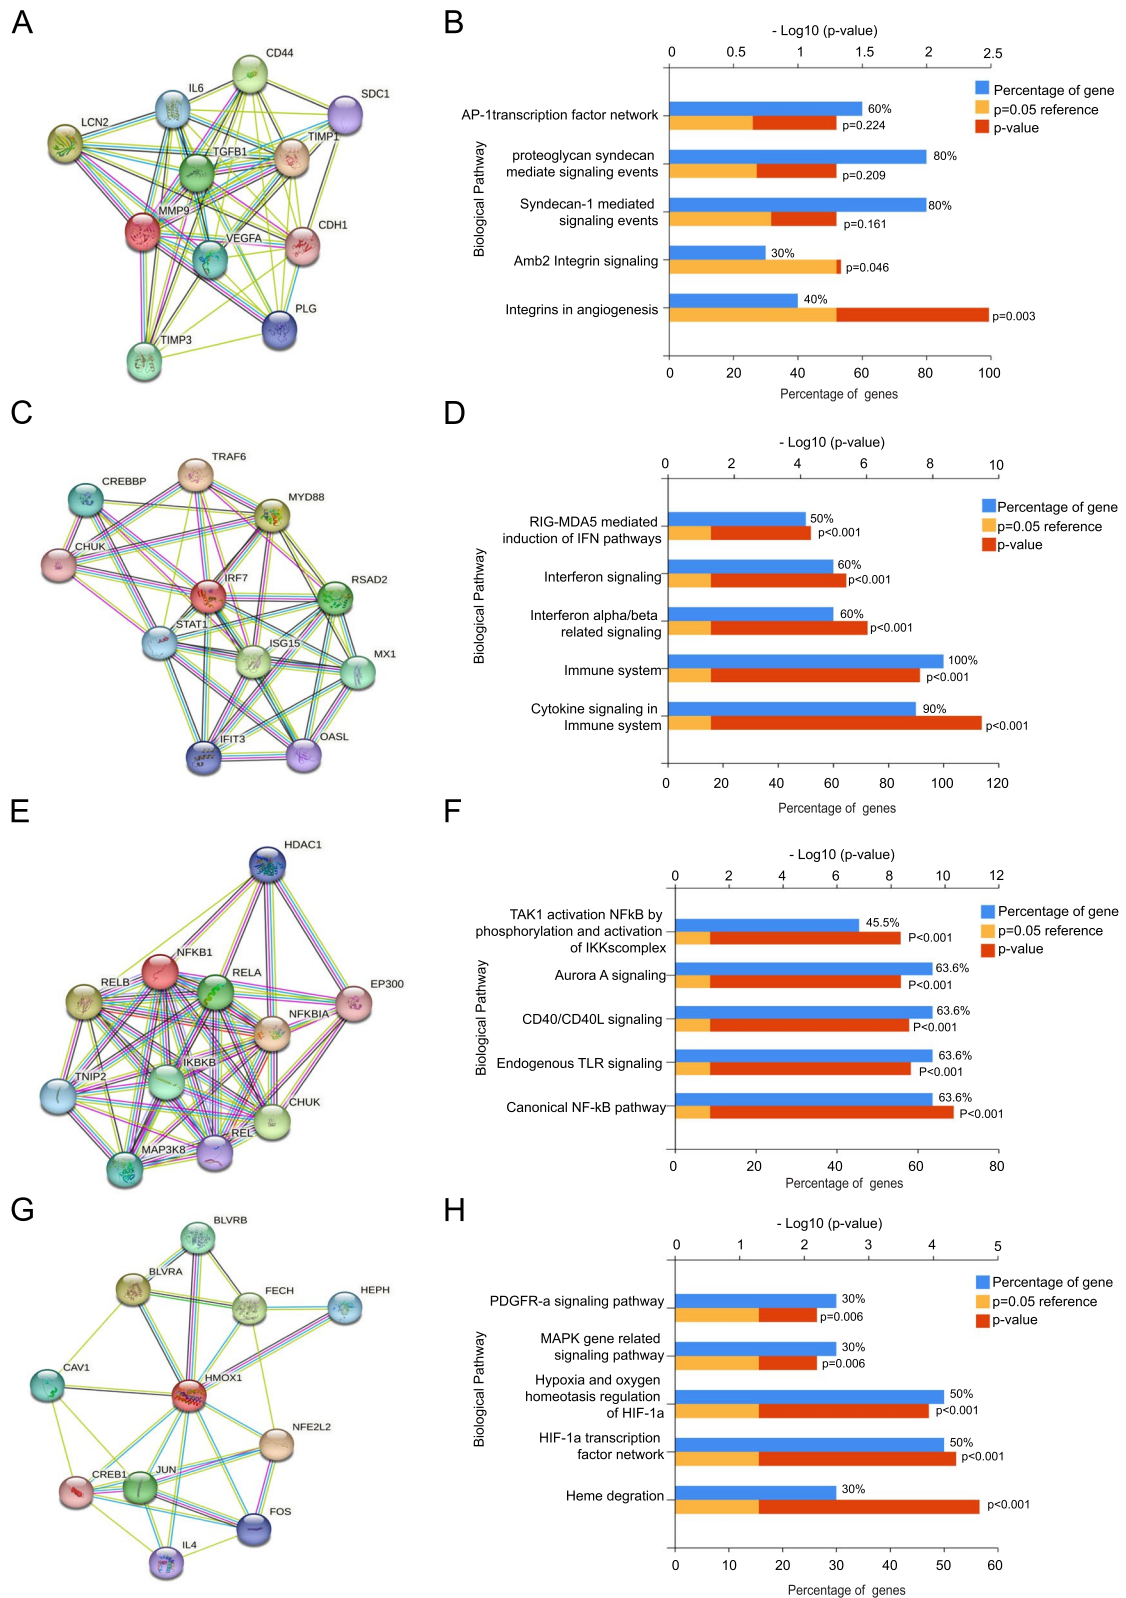 A
CD44
IL6
SDC1
LCN2
TIMP1
TGFB1
MMP9
CDH1
VEGFA
PLG
TIMP3
B
- Log10 (p-value)
0 0.5 1 1.5 2 2.5
Percentage of gene
p=0.05 reference
p-value
Biological Pathway
AP-1transcription factor network
60%
p=0.224
proteoglycan syndecan
mediate signaling events
80%
p=0.209
Syndecan-1 mediated
signaling events
80%
p=0.161
Amb2 Integrin signaling
30%
p=0.046
Integrins in angiogenesis
40%
p=0.003
0 20 40 60 80 100
Percentage of genes
C
TRAF6
CREBBP
MYD88
CHUK
IRF7
RSAD2
STAT1
ISG15
MX1
IFIT3
OASL
D
- Log10 (p-value)
0 2 4 6 8 10
Percentage of gene
p=0.05 reference
p-value
Biological Pathway
RIG-MDA5 mediated
induction of IFN pathways
50%
p<0.001
Interferon signaling
60%
p<0.001
Interferon alpha/beta
related signaling
60%
p<0.001
Immune system
100%
p<0.001
Cytokine signaling in
Immune system
90%
p<0.001
0 20 40 60 80 100 120
Percentage of genes
E
HDAC1
NFKB1
RELA
RELB
EP300
NFKBIA
IKBKB
TNIP2
CHUK
REL
MAP3K8
F
- Log10 (p-value)
0 2 4 6 8 10 12
Percentage of gene
p=0.05 reference
p-value
Biological Pathway
TAK1 activation NFkB by
phosphorylation and activation
of IKKscomplex
45.5%
P<0.001
Aurora A signaling
63.6%
P<0.001
CD40/CD40L signaling
63.6%
P<0.001
Endogenous TLR signaling
63.6%
P<0.001
Canonical NF-kB pathway
63.6%
P<0.001
0 20 40 60 80
Percentage of genes
G
BLVRB
BLVRA
FECH
HEPH
CAV1
HMOX1
NFE2L2
CREB1
JUN
FOS
IL4
H
- Log10 (p-value)
0 1 2 3 4 5
Percentage of gene
p=0.05 reference
p-value
Biological Pathway
PDGFR-a signaling pathway
30%
p=0.006
MAPK gene related
signaling pathway
30%
p=0.006
Hypoxia and oxygen
homeotasis regulation
of HIF-1a
50%
p<0.001
HIF-1a transcription
factor network
50%
p<0.001
Heme degration
30%
p<0.001
0 10 20 30 40 50 60
Percentage of genes